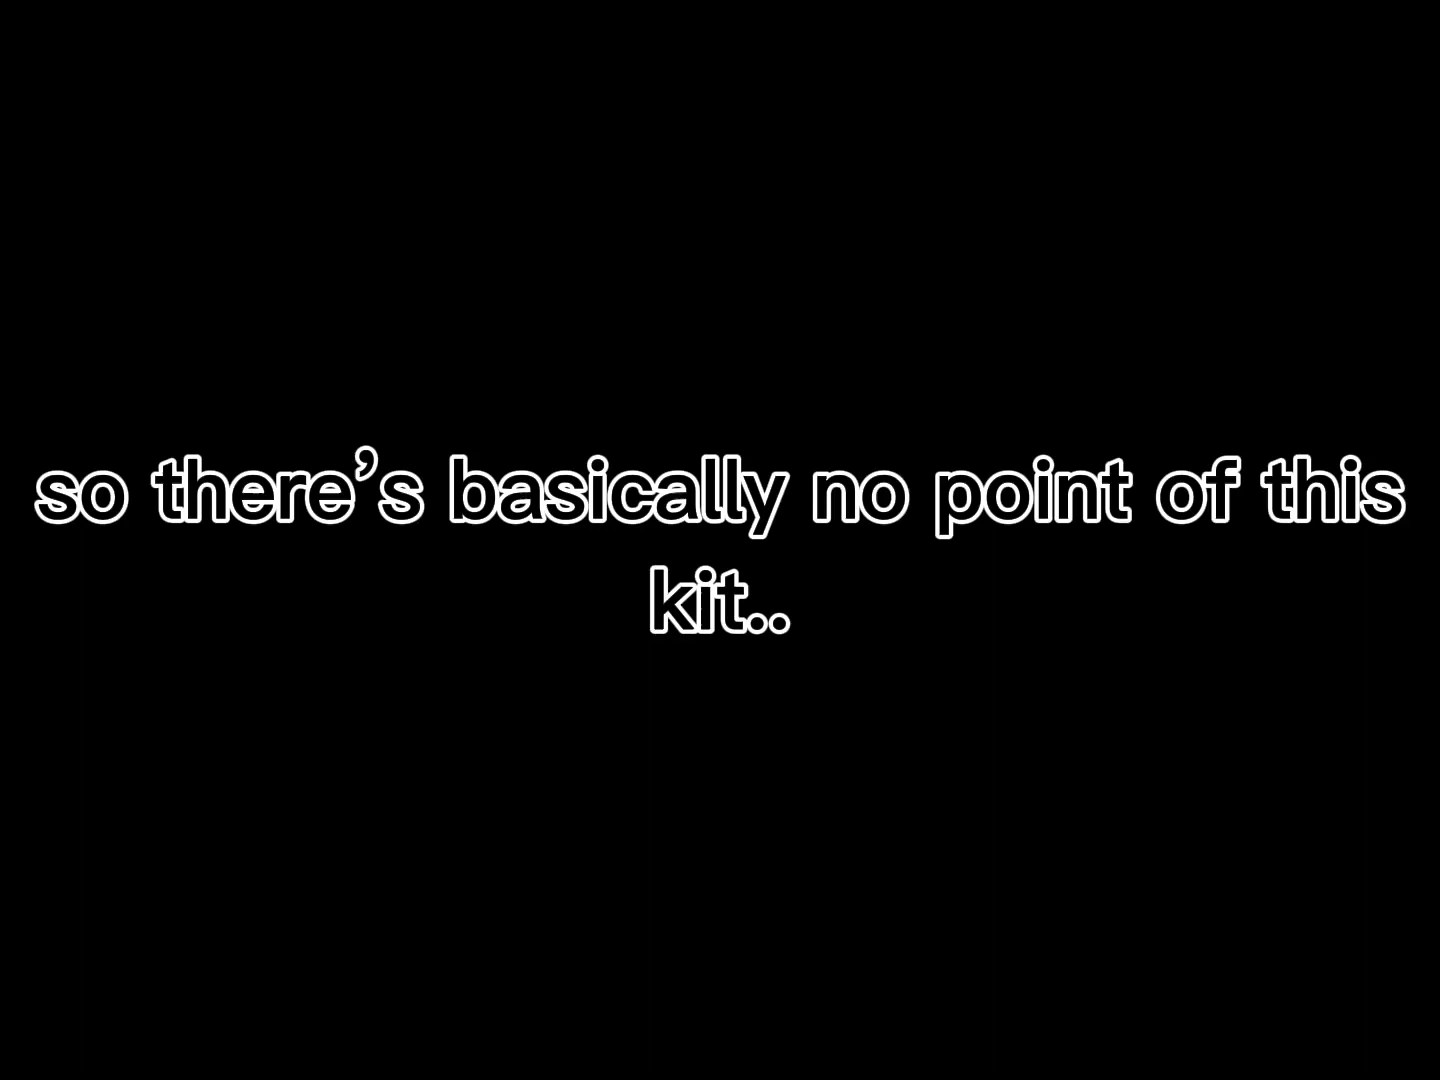 so there’s basically no point of this
kit..